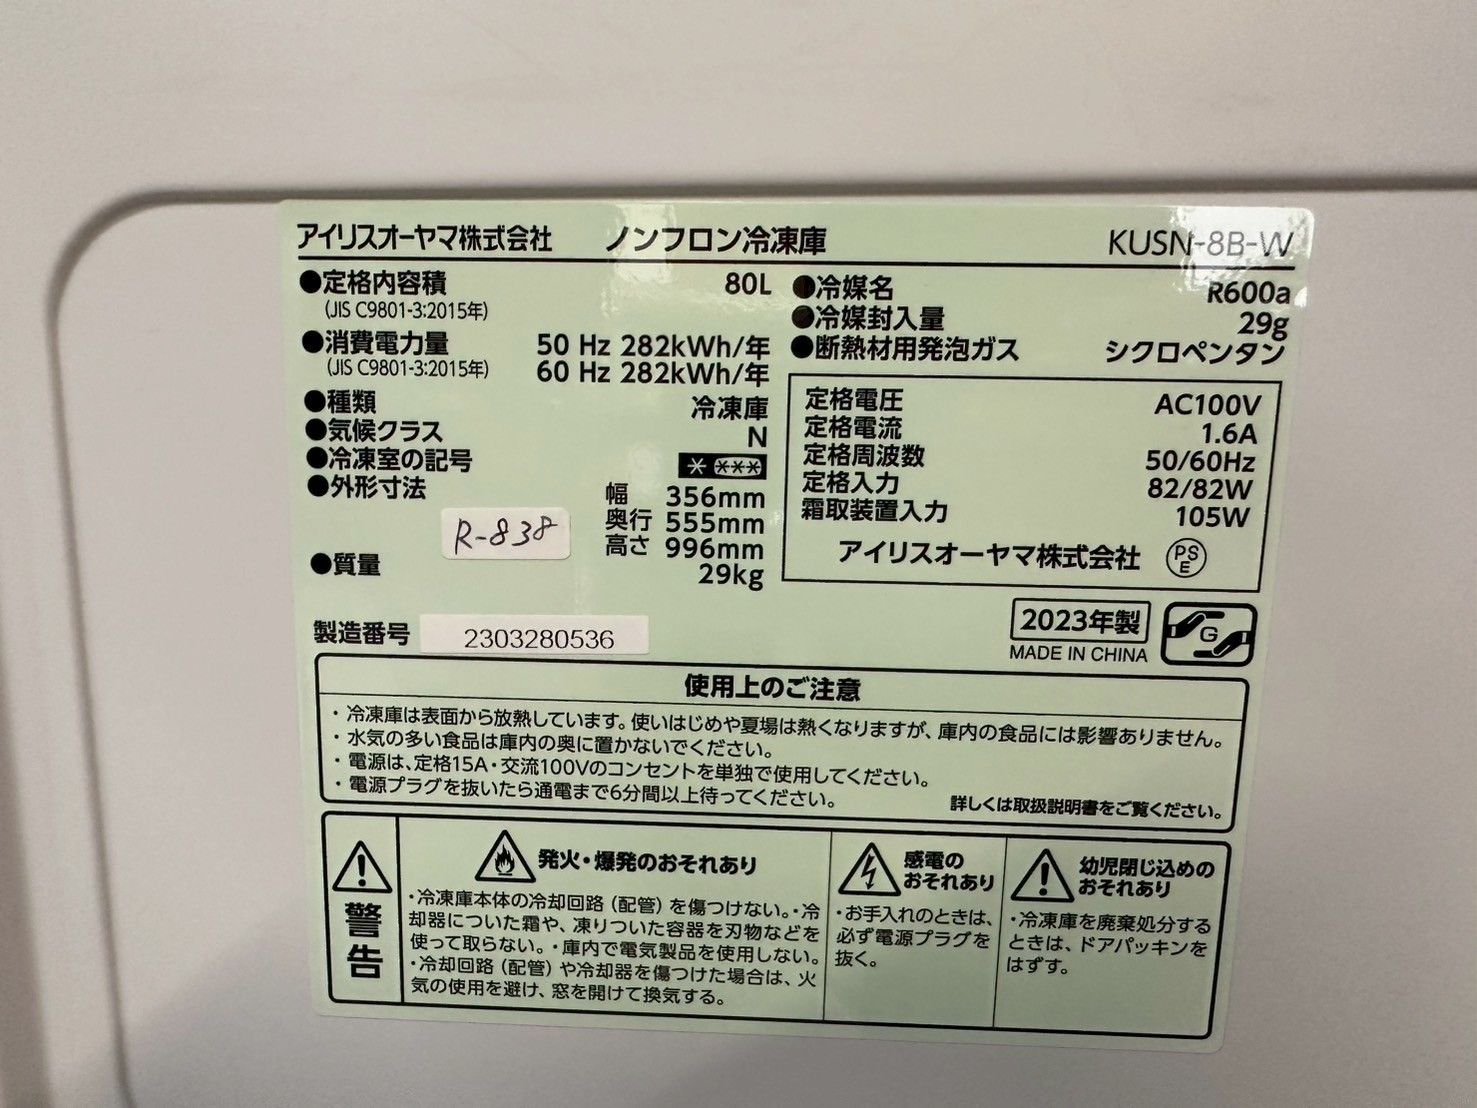 アイリスオーヤマ株式会社 ノンフロン冷凍庫 KUSN-8B-W
●定格内容積 80L
(JIS C9801-3:2015年)
●消費電力量 50 Hz 282kWh/年
(JIS C9801-3:2015年) 60 Hz 282kWh/年
●種類 冷凍庫
●気候クラス N
●冷凍室の記号
●外形寸法 幅 356mm
奥行 555mm
高さ 996mm
R-838
●質量 29kg
製造番号 2303280536
●冷媒名 R600a
●冷媒封入量 29g
●断熱材用発泡ガス シクロペンタン
定格電圧 AC100V
定格電流 1.6A
定格周波数 50/60Hz
定格入力 82/82W
霜取装置入力 105W
アイリスオーヤマ株式会社 PSE
2023年製
MADE IN CHINA
G
使用上のご注意
・冷凍庫は表面から放熱しています。使いはじめや夏場は熱くなりますが、庫内の食品には影響ありません。
・水気の多い食品は庫内の奥に置かないでください。
・電源は、定格15A・交流100Vのコンセントを単独で使用してください。
・電源プラグを抜いたら通電まで6分間以上待ってください。
詳しくは取扱説明書をご覧ください。
警告
発火・爆発のおそれあり
・冷凍庫本体の冷却回路（配管）を傷つけない。・冷
却器についた霜や、凍りついた容器を刃物などを
使って取らない。・庫内で電気製品を使用しない。
・冷却回路（配管）や冷却器を傷つけた場合は、火
気の使用を避け、窓を開けて換気する。
感電の
おそれあり
・お手入れのときは、
必ず電源プラグを
抜く。
幼児閉じ込めの
おそれあり
・冷凍庫を廃棄処分する
ときは、ドアパッキンを
はずす。